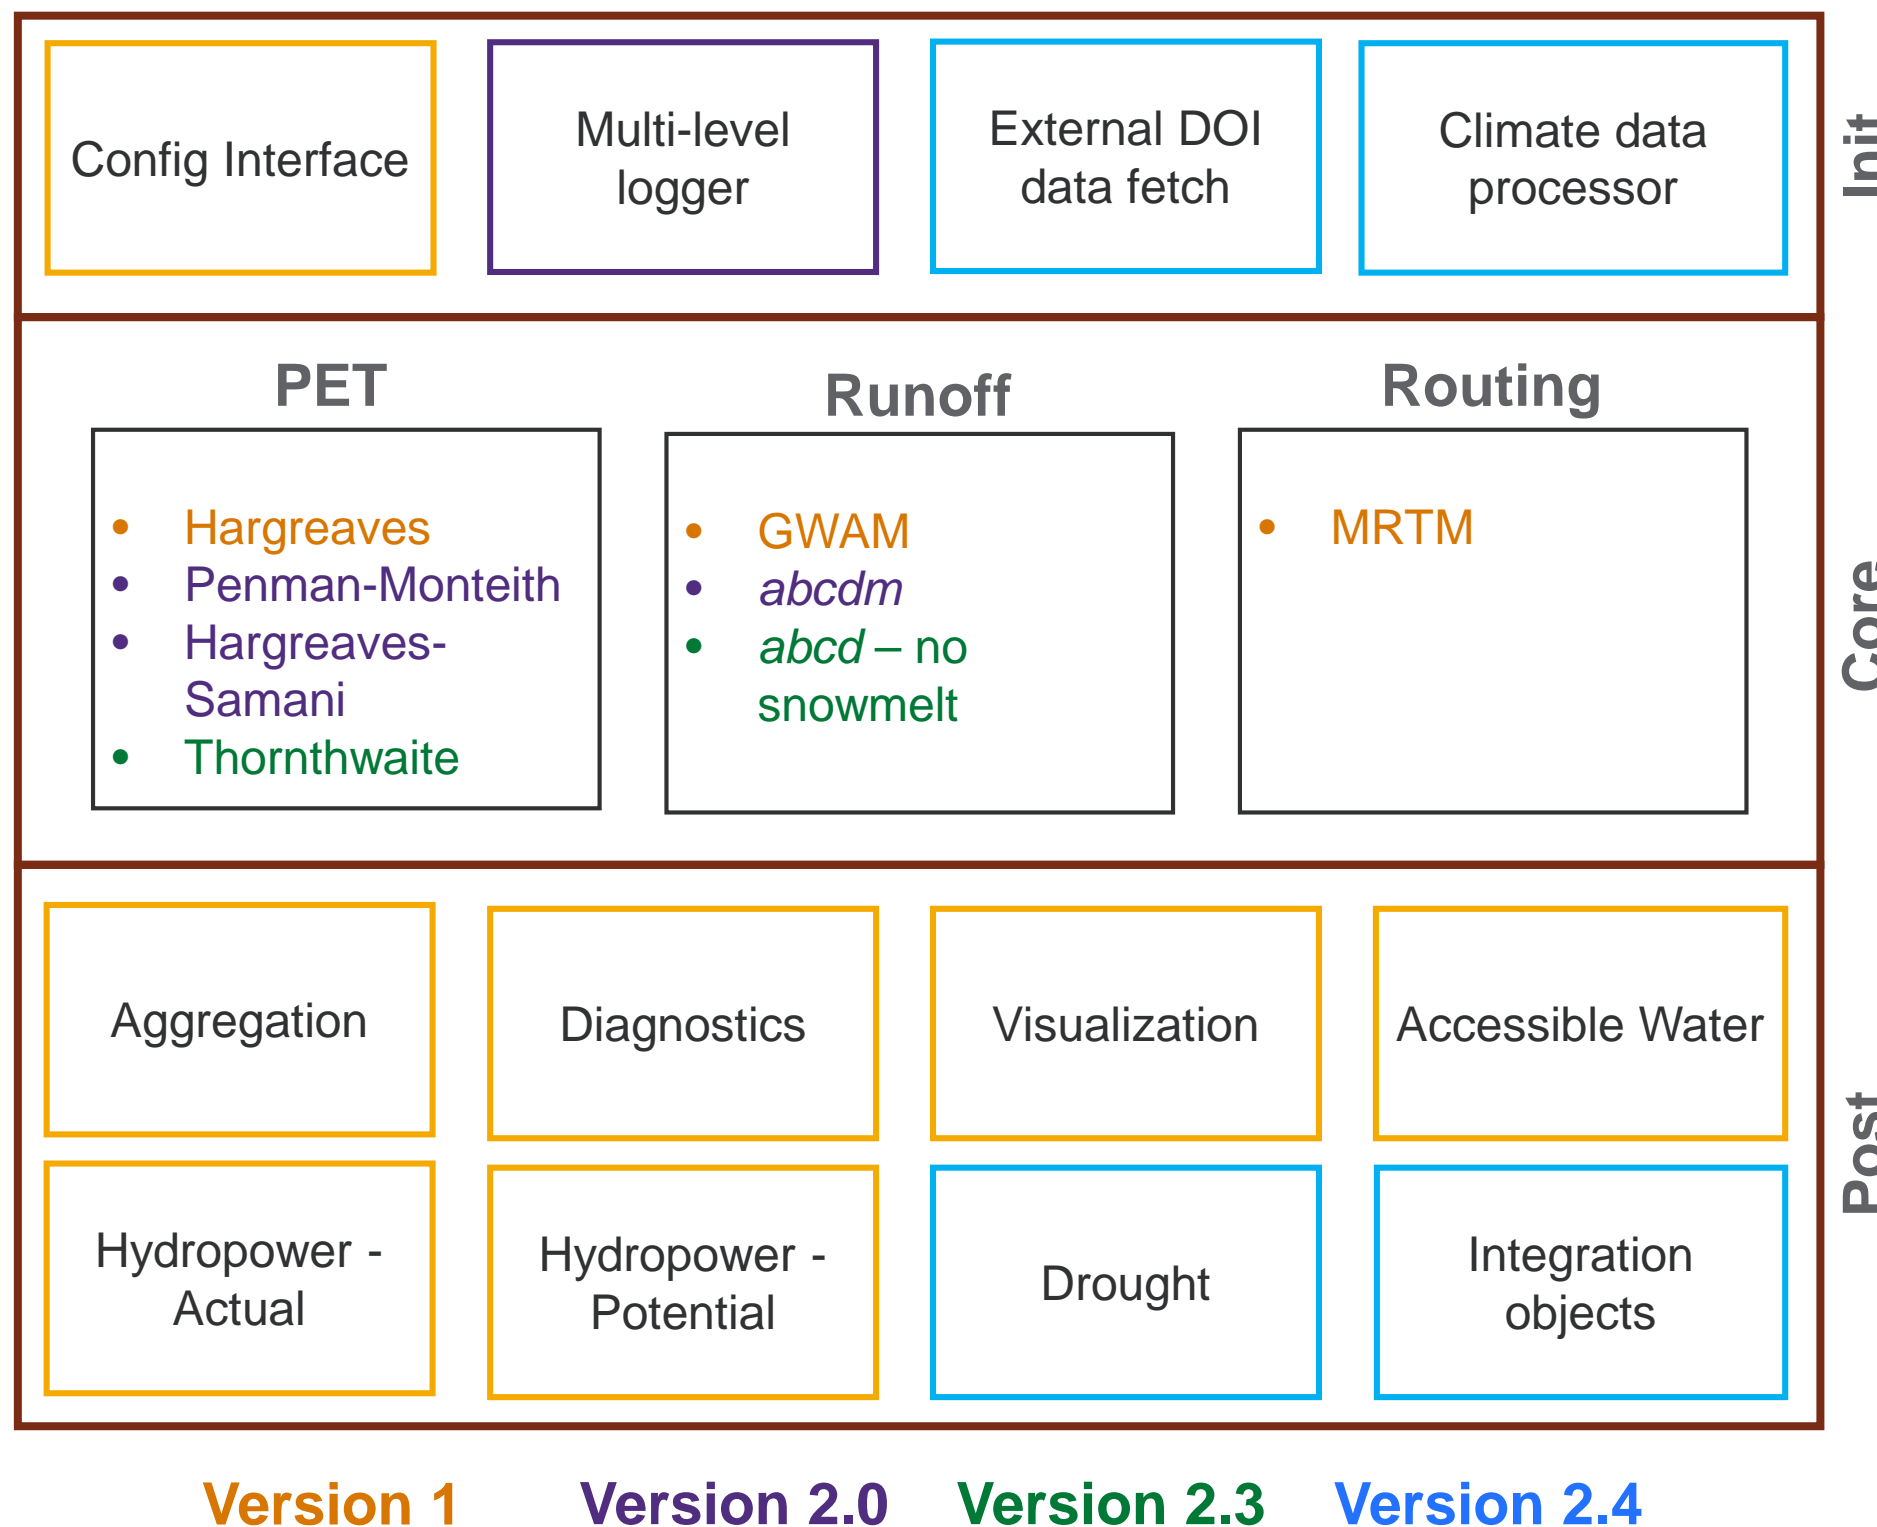 Config Interface
Multi-level
logger
External DOI
data fetch
Climate data
processor
Init
PET
Runoff
Routing
• Hargreaves
• Penman-Monteith
• Hargreaves-
Samani
• Thornthwaite
• GWAM
• abcdm
• abcd – no
snowmelt
• MRTM
Core
Aggregation
Diagnostics
Visualization
Accessible Water
Hydropower -
Actual
Hydropower -
Potential
Drought
Integration
objects
Post
Version 1
Version 2.0
Version 2.3
Version 2.4